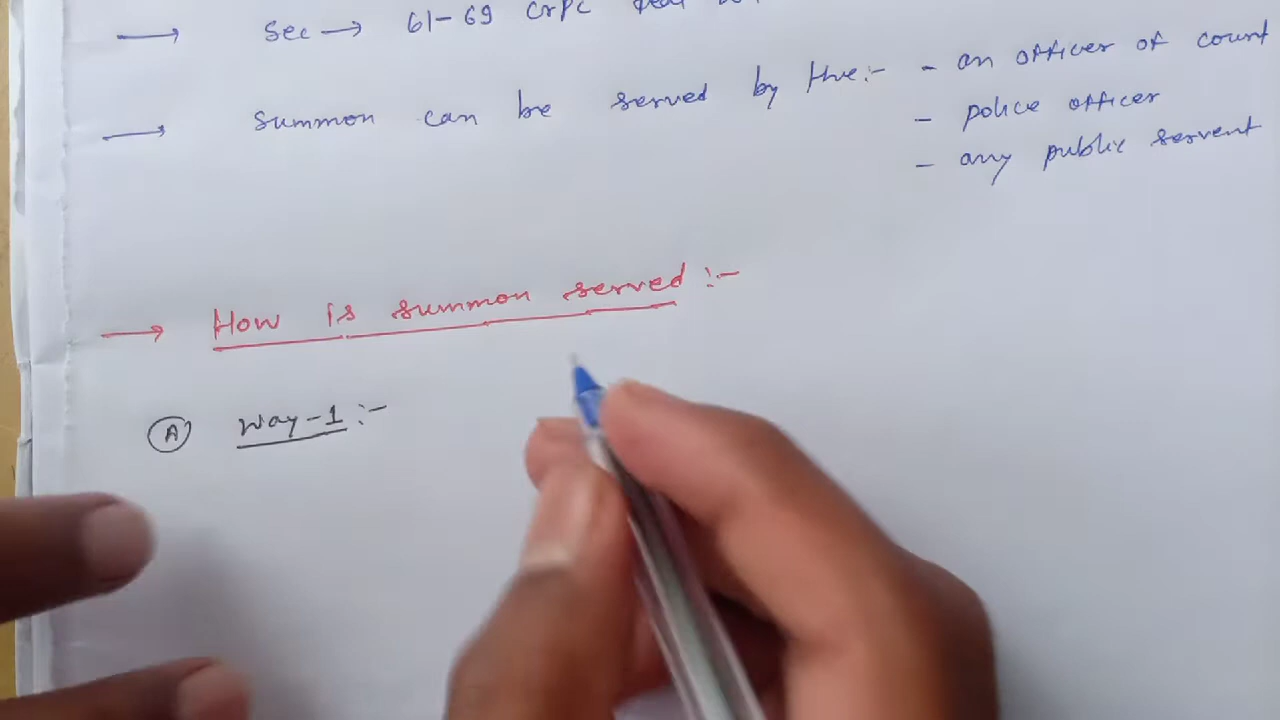 → Sec → 61-69 CrPC
→ summon can be served by the:- - an officer of court
- police officer
- any public servent
→ How is summon served :-
(A) Way-1 :-